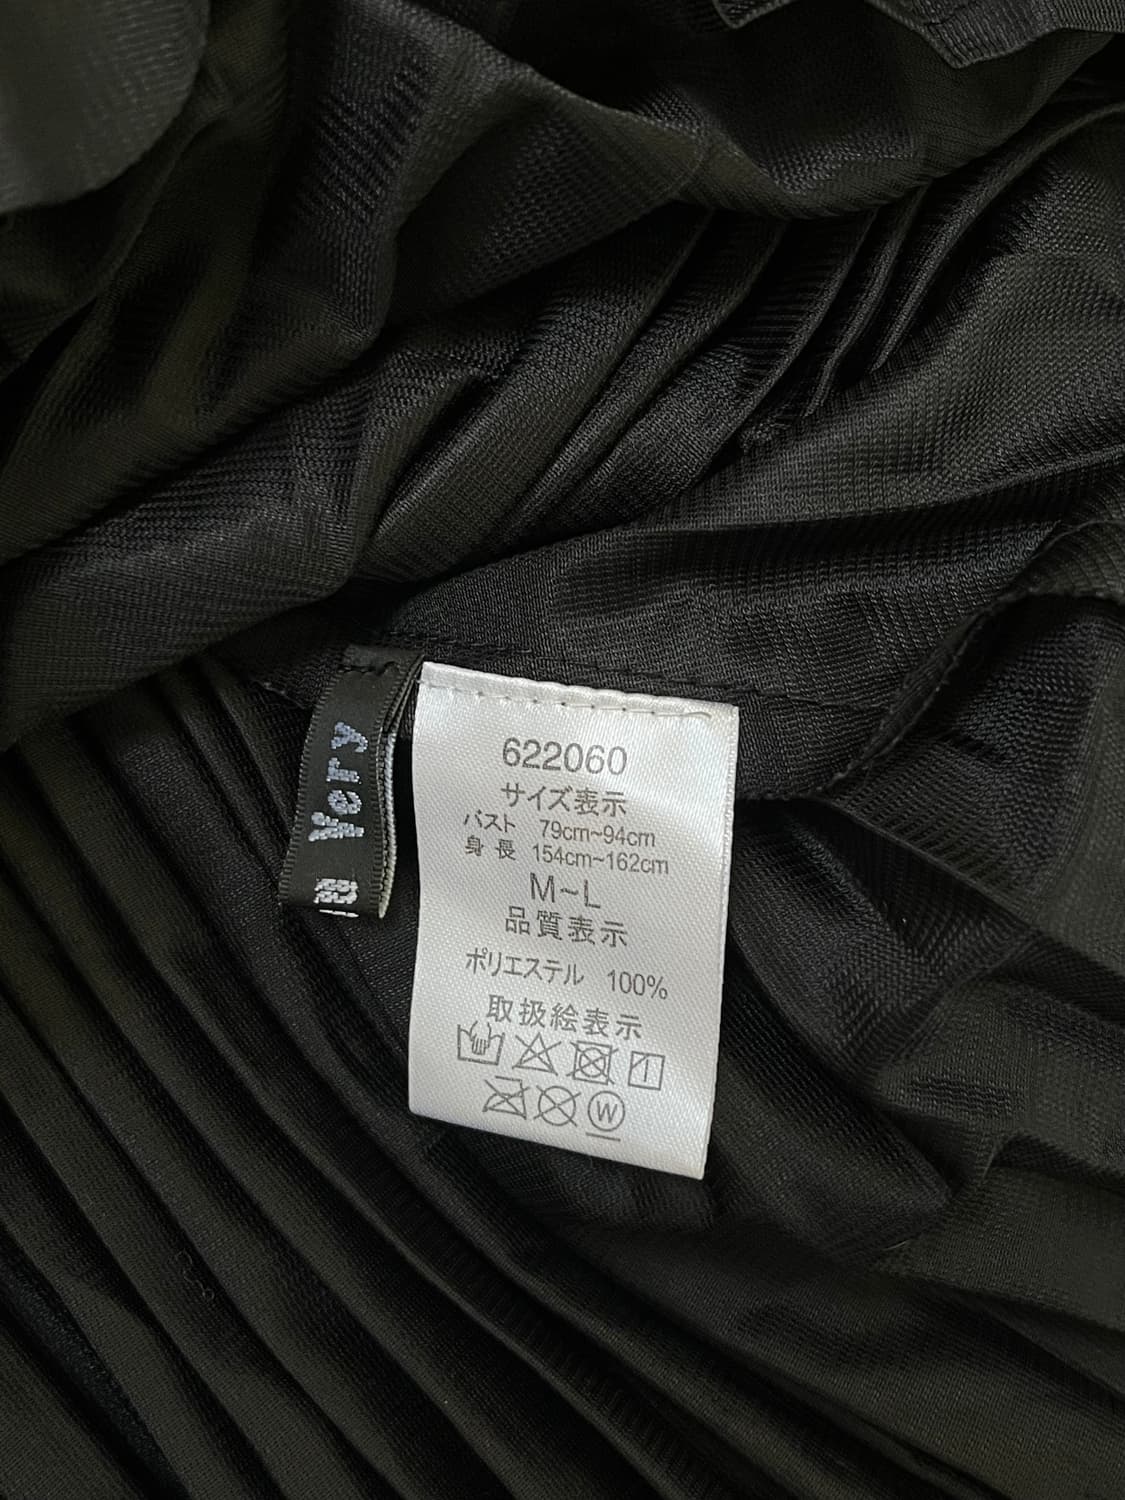 Very
622060
サイズ表示
バスト 79cm~94cm
身長 154cm~162cm
M~L
品質表示
ポリエステル 100%
取扱絵表示
W